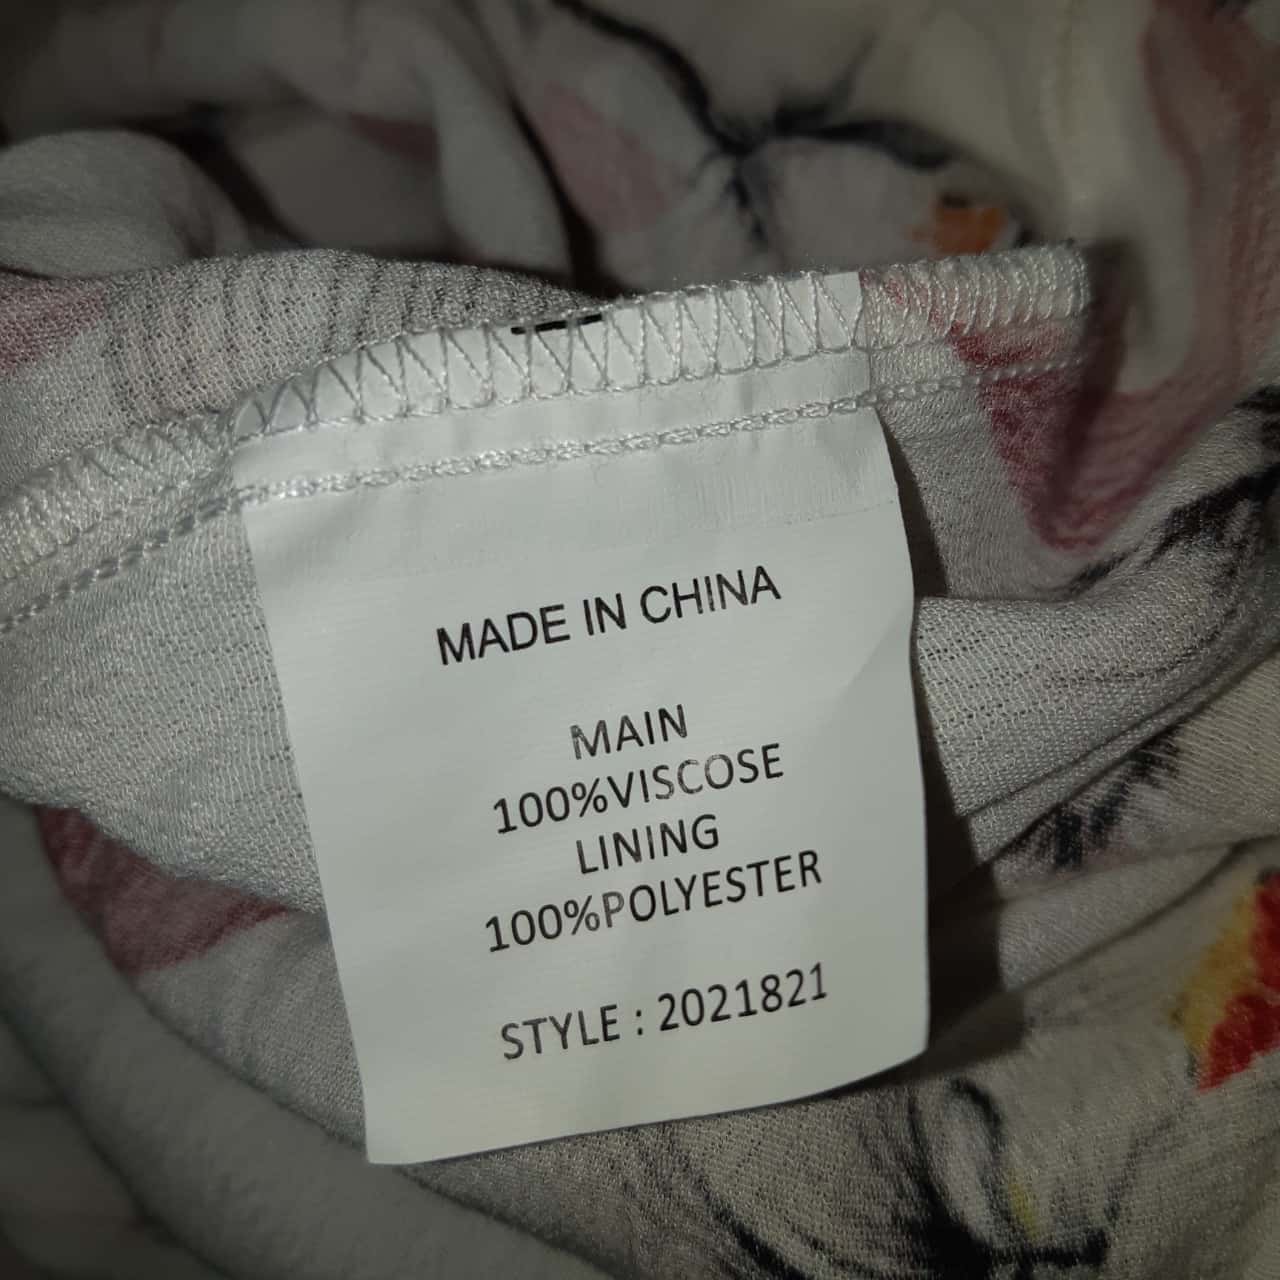 MADE IN CHINA
MAIN
100%VISCOSE
LINING
100%POLYESTER
STYLE : 2021821